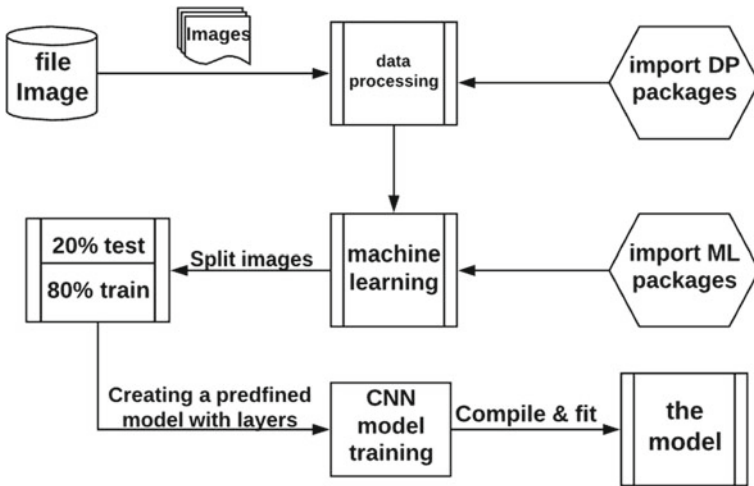 Images
file
Image
data
processing
import DP
packages
20% test
80% train
Split images
machine
learning
import ML
packages
Creating a predfined
model with layers
CNN
model
training
Compile & fit
the
model